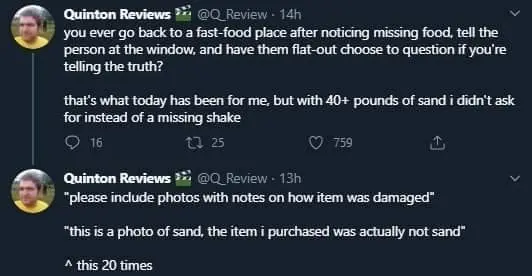 Quinton Reviews 🎬 @Q_Review · 14h
you ever go back to a fast-food place after noticing missing food, tell the
person at the window, and have them flat-out choose to question if you're
telling the truth?
that's what today has been for me, but with 40+ pounds of sand i didn't ask
for instead of a missing shake
16 25 759
Quinton Reviews 🎬 @Q_Review · 13h
"please include photos with notes on how item was damaged"
"this is a photo of sand, the item i purchased was actually not sand"
^ this 20 times